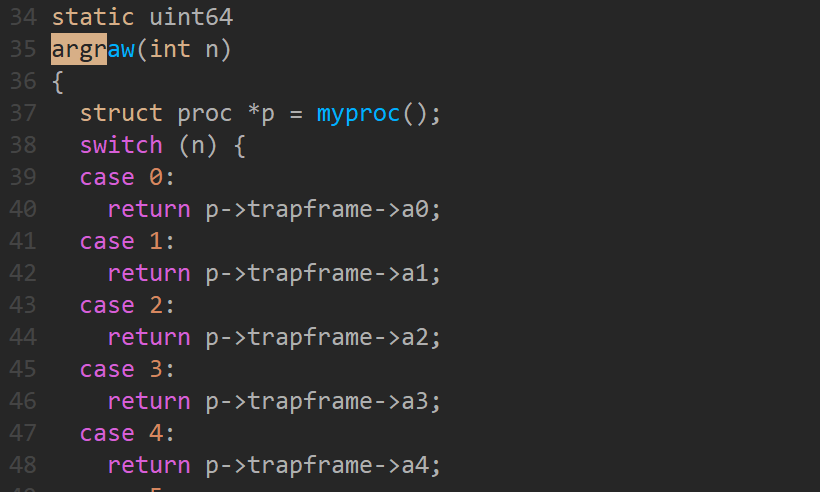 34 static uint64
35 argraw(int n)
36 {
37   struct proc *p = myproc();
38   switch (n) {
39   case 0:
40     return p->trapframe->a0;
41   case 1:
42     return p->trapframe->a1;
43   case 2:
44     return p->trapframe->a2;
45   case 3:
46     return p->trapframe->a3;
47   case 4:
48     return p->trapframe->a4;